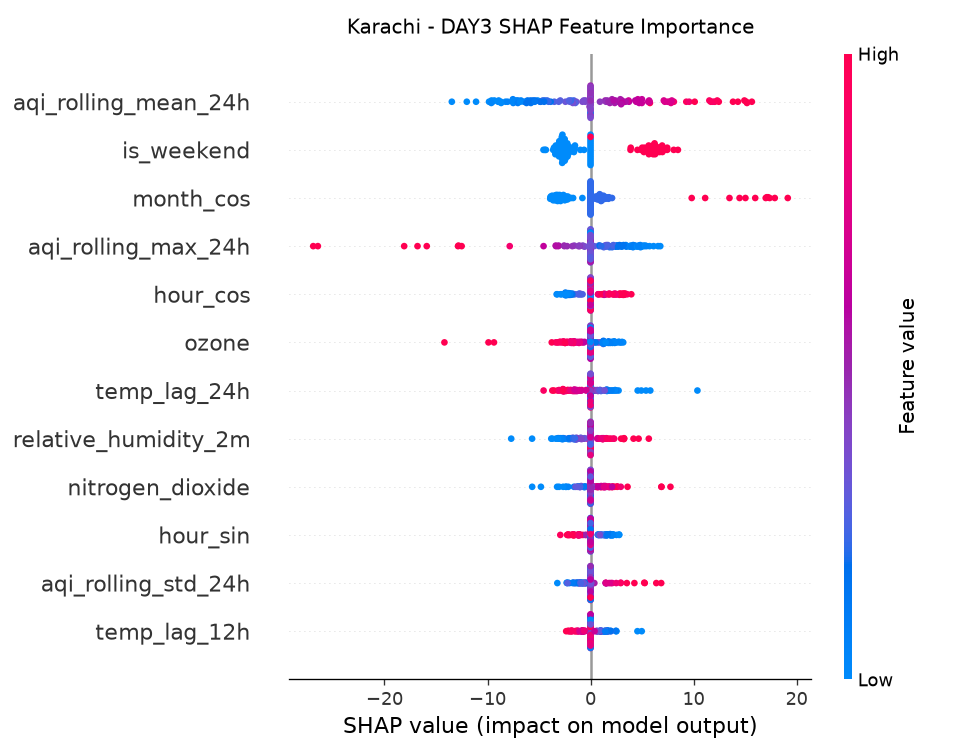 Karachi - DAY3 SHAP Feature Importance
High
aqi_rolling_mean_24h
is_weekend
month_cos
aqi_rolling_max_24h
hour_cos
ozone
temp_lag_24h
relative_humidity_2m
nitrogen_dioxide
hour_sin
aqi_rolling_std_24h
temp_lag_12h
Feature value
Low
−20 −10 0 10 20
SHAP value (impact on model output)